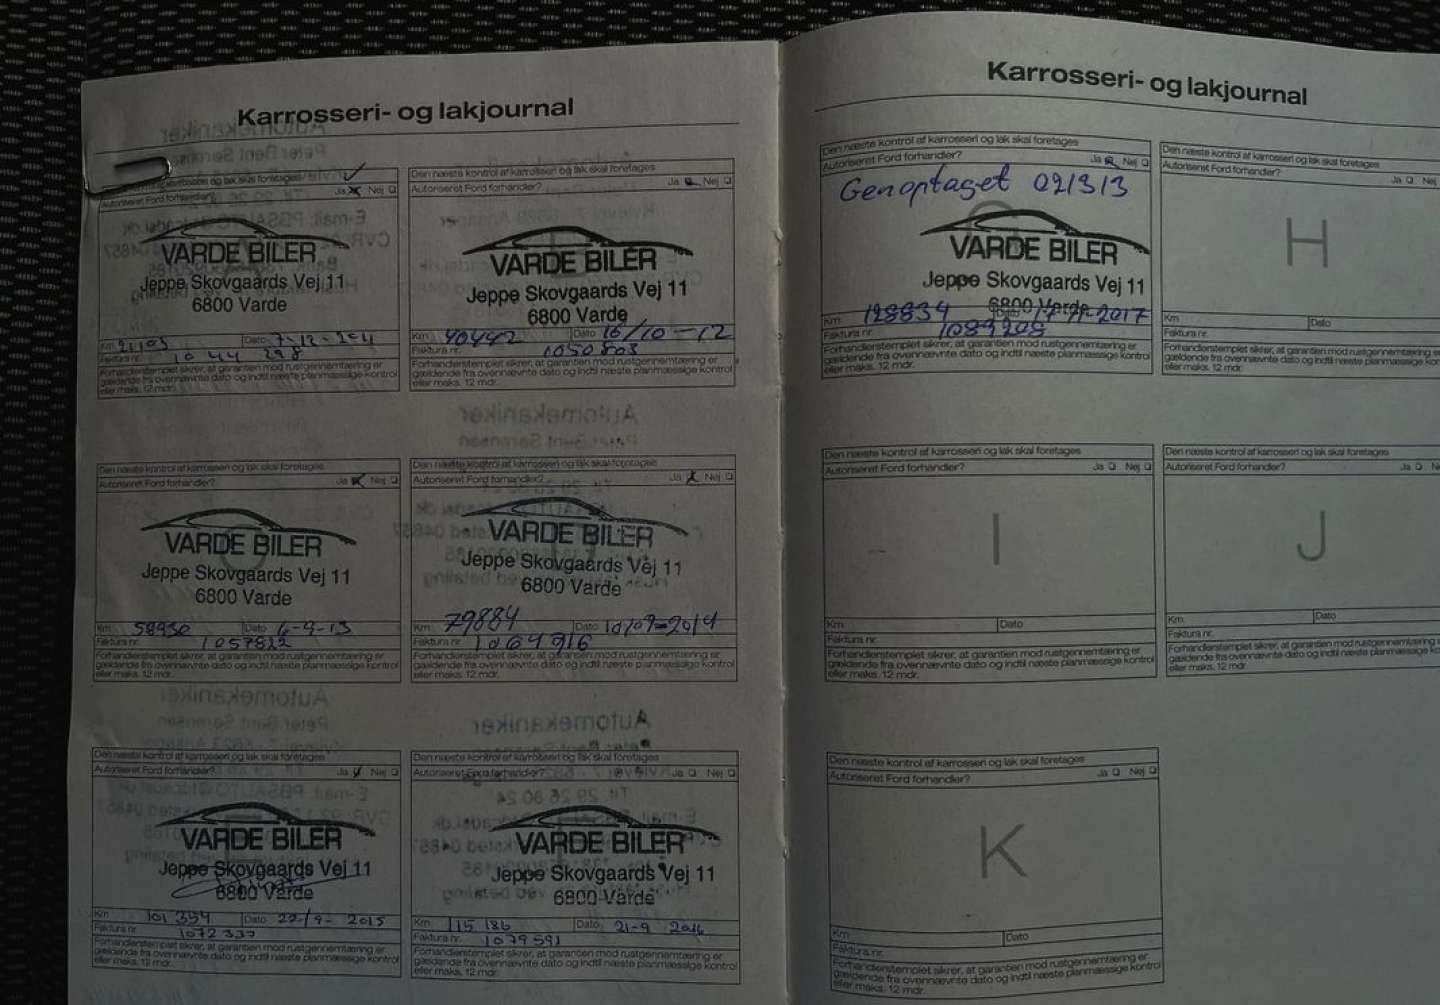 Karrosseri- og lakjournal
Autoriseret Ford forhandler?
Ja Nej
VARDE BILER
Jeppe Skovgaards Vej 11
6800 Varde
Km 21103 Dato 7-12-2011
Faktura nr. 1044 298
Forhandlerstemplet sikrer, at garantien mod rustgennemtæring er
gældende fra ovennævnte dato og indtil næste planmæssige kontrol
eller maks. 12 mdr.
Den næste kontrol af karrosseri og lak skal foretages
Autoriseret Ford forhandler? Ja Nej
VARDE BILER
Jeppe Skovgaards Vej 11
6800 Varde
Km 40442 Dato 16/10-12
Faktura nr. 1050803
Forhandlerstemplet sikrer, at garantien mod rustgennemtæring er
gældende fra ovennævnte dato og indtil næste planmæssige kontrol
eller maks. 12 mdr.
Den næste kontrol af karrosseri og lak skal foretages
Autoriseret Ford forhandler? Ja Nej
VARDE BILER
Jeppe Skovgaards Vej 11
6800 Varde
Km 58930 Dato 6-9-13
Faktura nr. 1057822
Forhandlerstemplet sikrer, at garantien mod rustgennemtæring er
gældende fra ovennævnte dato og indtil næste planmæssige kontrol
eller maks. 12 mdr.
Den næste kontrol af karrosseri og lak skal foretages
Autoriseret Ford forhandler? Ja Nej
VARDE BILER
Jeppe Skovgaards Vej 11
6800 Varde
Km 79884 Dato 10/09-2014
Faktura nr. 1064916
Forhandlerstemplet sikrer, at garantien mod rustgennemtæring er
gældende fra ovennævnte dato og indtil næste planmæssige kontrol
eller maks. 12 mdr.
Den næste kontrol af karrosseri og lak skal foretages
Autoriseret Ford forhandler? Ja Nej
VARDE BILER
Jeppe Skovgaards Vej 11
6800 Varde
Km 101 354 Dato 22/9-2015
Faktura nr.
Forhandlerstemplet sikrer, at garantien mod rustgennemtæring er
gældende fra ovennævnte dato og indtil næste planmæssige kontrol
eller maks. 12 mdr.
Den næste kontrol af karrosseri og lak skal foretages
Autoriseret Ford forhandler? Ja Nej
VARDE BILER
Jeppe Skovgaards Vej 11
6800 Varde
Km 115 186 Dato 21-9 2016
Faktura nr. 1079591
Forhandlerstemplet sikrer, at garantien mod rustgennemtæring er
gældende fra ovennævnte dato og indtil næste planmæssige kontrol
eller maks. 12 mdr.
Karrosseri- og lakjournal
Den næste kontrol af karrosseri og lak skal foretages
Autoriseret Ford forhandler? Ja Nej
Genoptaget 021313
VARDE BILER
Jeppe Skovgaards Vej 11
6800 Varde
Km 128834 Dato 17-11-2017
Faktura nr. 1089208
Forhandlerstemplet sikrer, at garantien mod rustgennemtæring er
gældende fra ovennævnte dato og indtil næste planmæssige kontrol
eller maks. 12 mdr.
Den næste kontrol af karrosseri og lak skal foretages
Autoriseret Ford forhandler? Ja Nej
H
Km Dato
Faktura nr.
Forhandlerstemplet sikrer, at garantien mod rustgennemtæring
gældende fra ovennævnte dato og indtil næste planmæssige
eller maks. 12 mdr.
Den næste kontrol af karrosseri og lak skal foretages
Autoriseret Ford forhandler? Ja Nej
I
Km Dato
Faktura nr.
Forhandlerstemplet sikrer, at garantien mod rustgennemtæring er
gældende fra ovennævnte dato og indtil næste planmæssige kontrol
eller maks. 12 mdr.
Den næste kontrol af karrosseri og lak skal foretages
Autoriseret Ford forhandler? Ja
J
Km Dato
Faktura nr.
Forhandlerstemplet sikrer, at garantien mod rustgennemtæring
gældende fra ovennævnte dato og indtil næste planmæssige
eller maks. 12 mdr.
Den næste kontrol af karrosseri og lak skal foretages
Autoriseret Ford forhandler? Ja Nej
K
Km Dato
Faktura nr.
Forhandlerstemplet sikrer, at garantien mod rustgennemtæring er
gældende fra ovennævnte dato og indtil næste planmæssige kontrol
eller maks. 12 mdr.